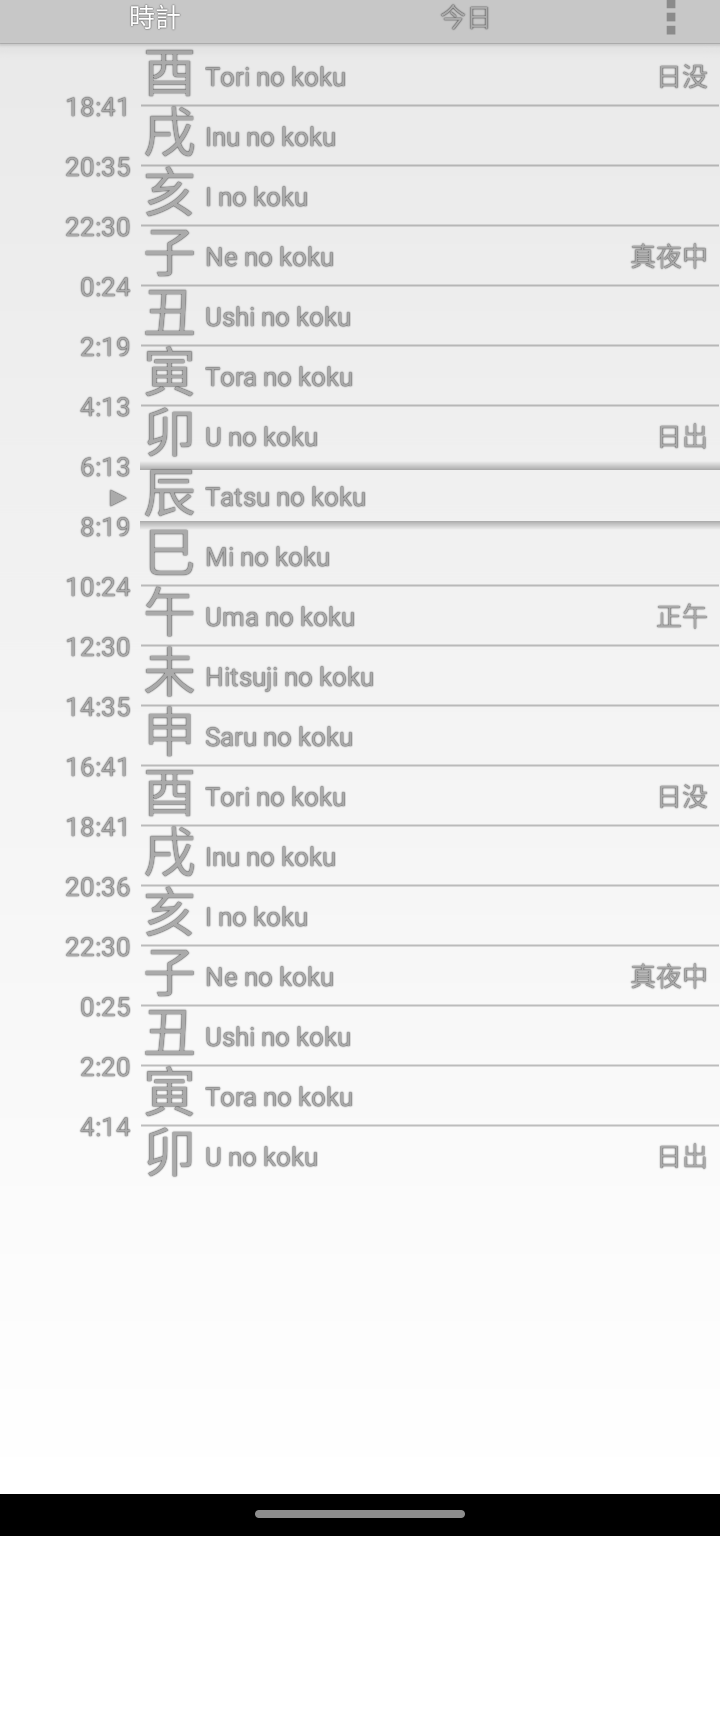 時計 今日
酉 Tori no koku 日没
18:41
戌 Inu no koku
20:35
亥 I no koku
22:30
子 Ne no koku 真夜中
0:24
丑 Ushi no koku
2:19
寅 Tora no koku
4:13
卯 U no koku 日出
6:13
辰 Tatsu no koku
8:19
巳 Mi no koku
10:24
午 Uma no koku 正午
12:30
未 Hitsuji no koku
14:35
申 Saru no koku
16:41
酉 Tori no koku 日没
18:41
戌 Inu no koku
20:36
亥 I no koku
22:30
子 Ne no koku 真夜中
0:25
丑 Ushi no koku
2:20
寅 Tora no koku
4:14
卯 U no koku 日出